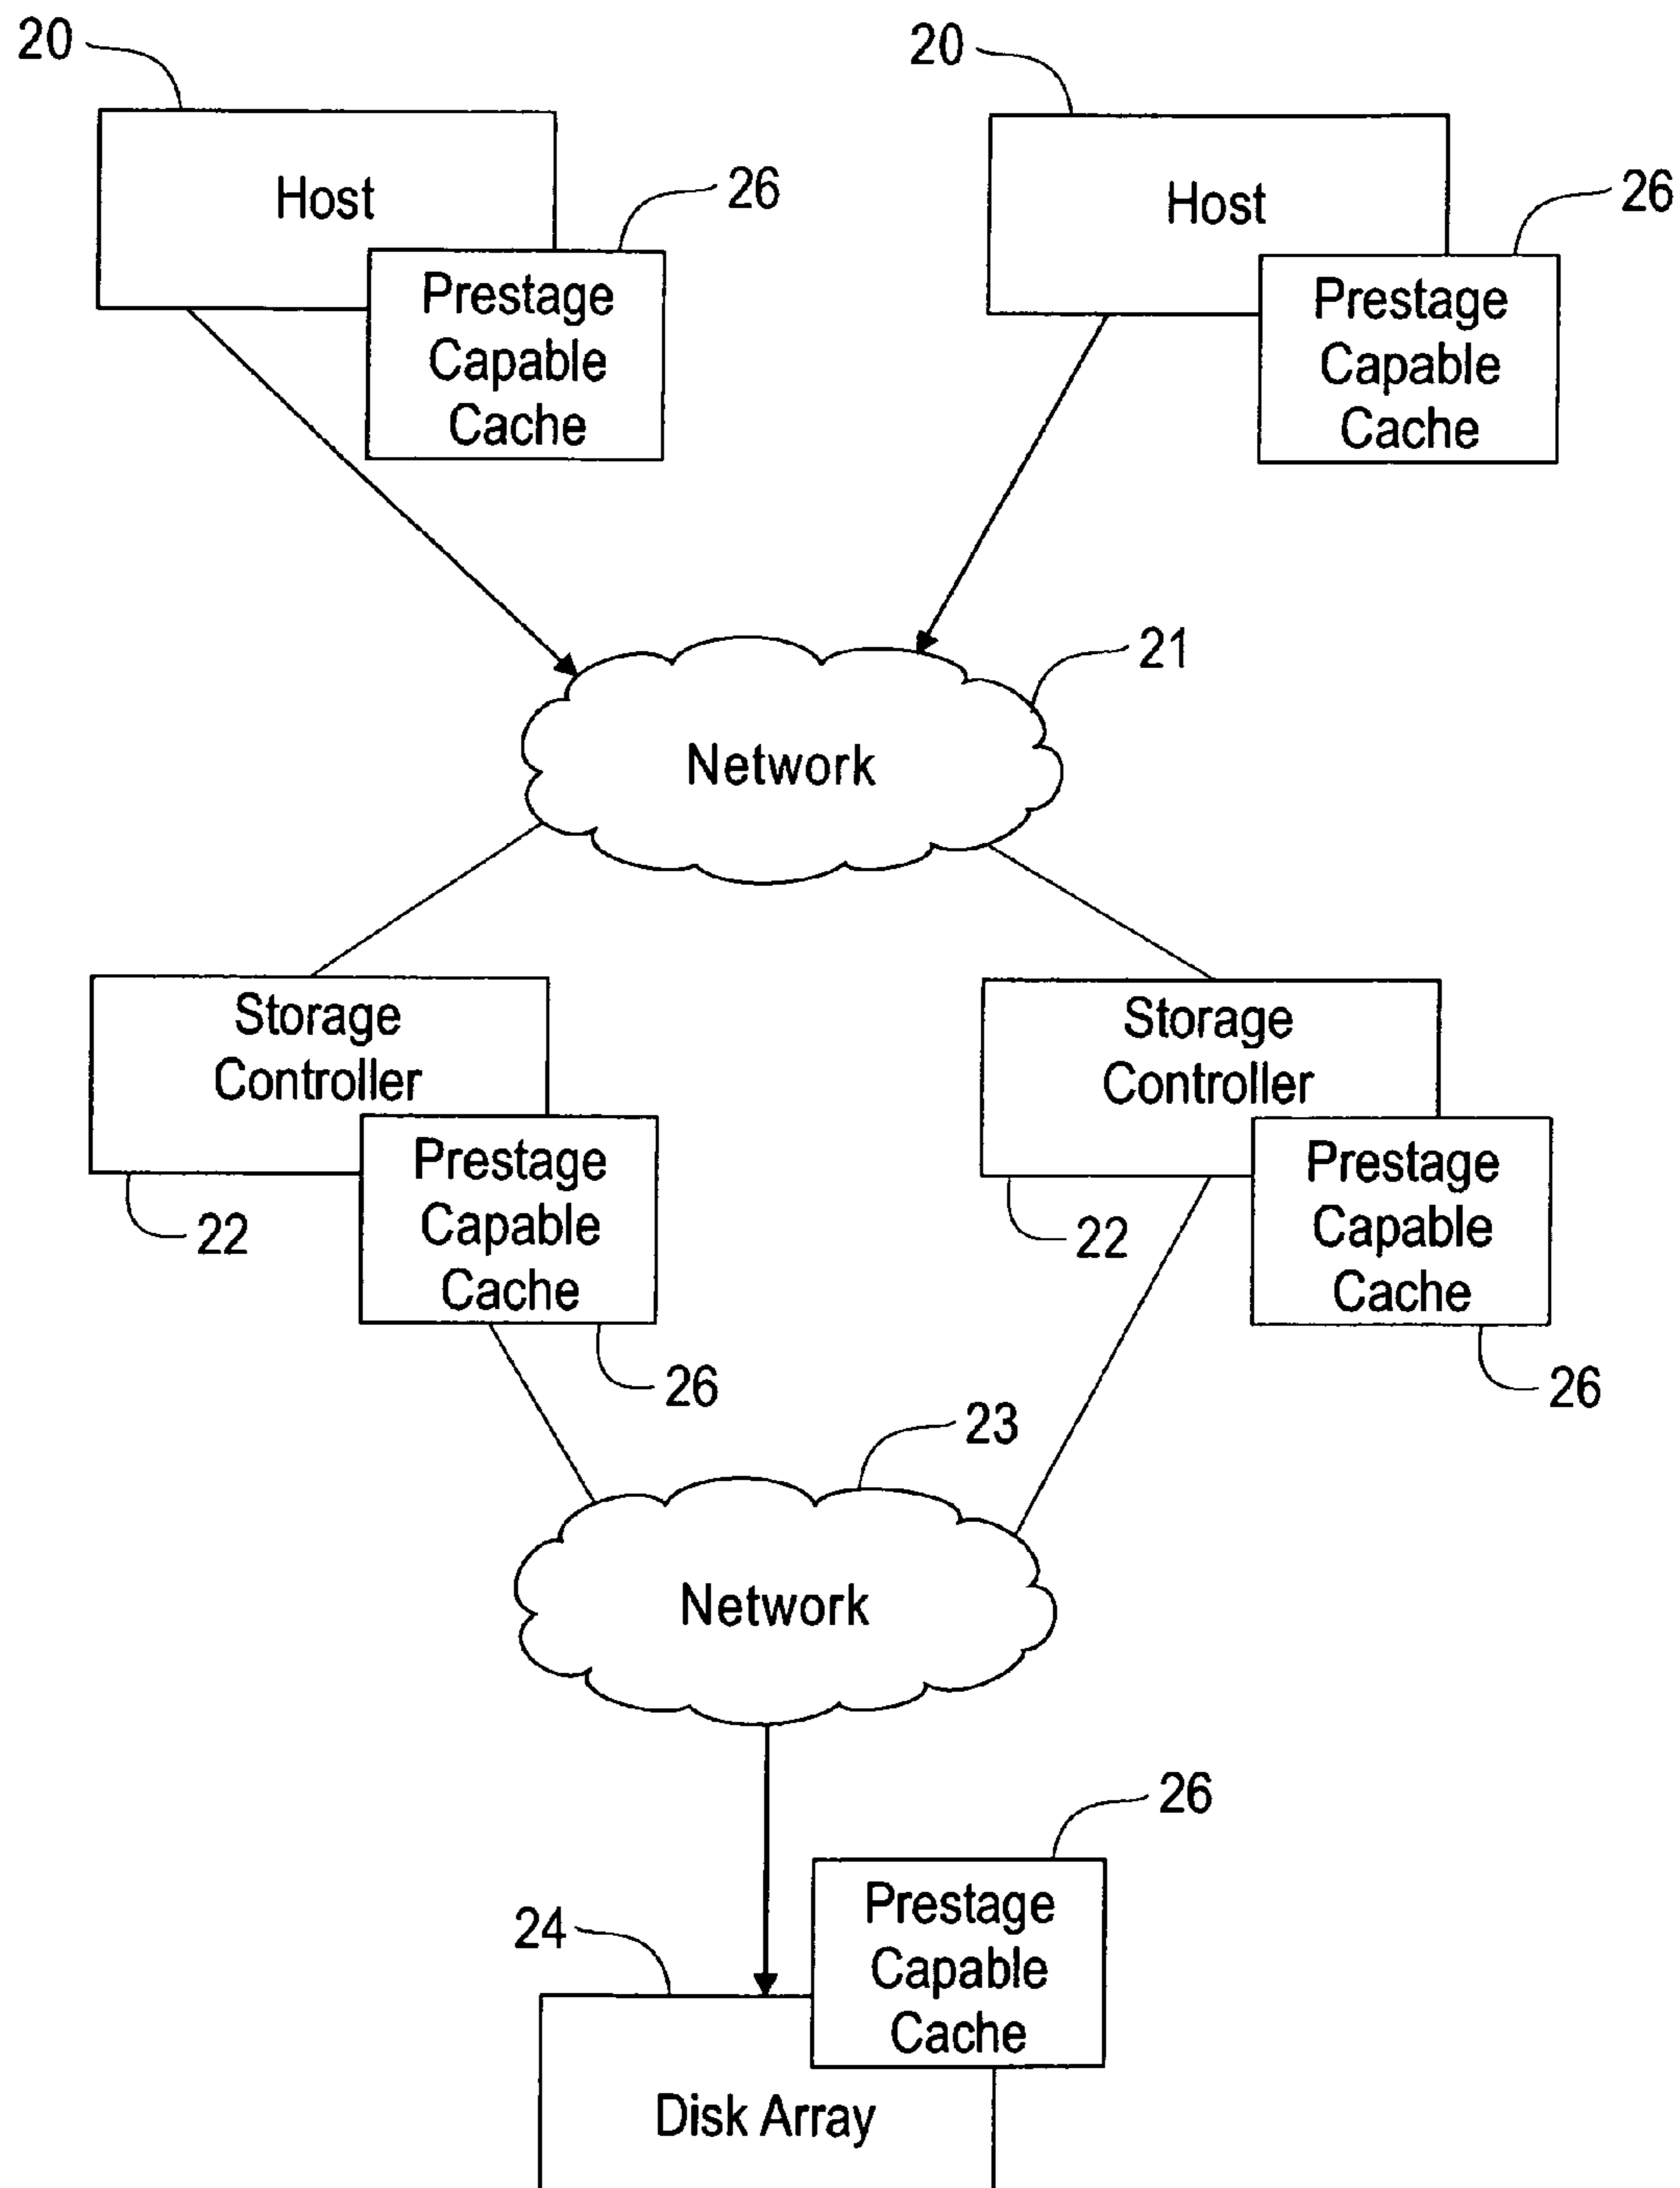 20
20
Host
26
Host
26
Prestage
Capable
Cache
Prestage
Capable
Cache
21
Network
Storage
Controller
Storage
Controller
Prestage
Capable
Cache
Prestage
Capable
Cache
22
22
26
26
23
Network
26
24
Prestage
Capable
Cache
Disk Array